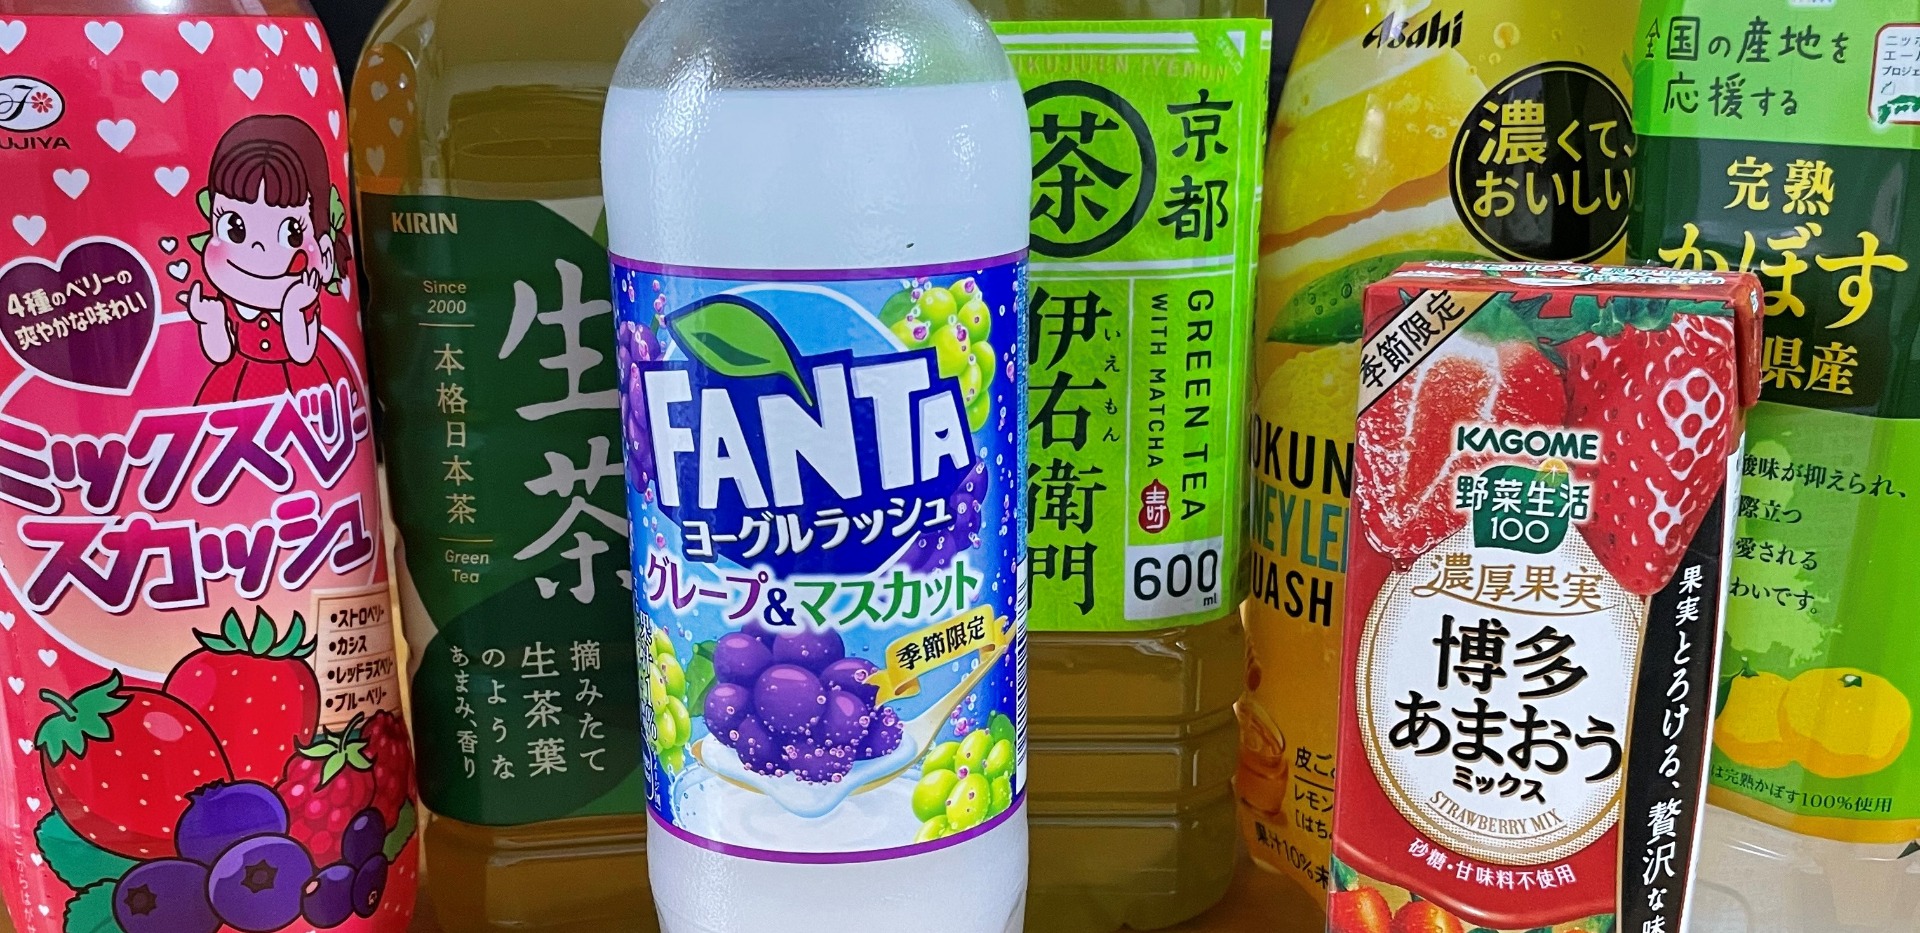 FUJIYA
4種のベリーの
爽やかな味わい
ミックスベリー
スカッシュ
•ストロベリー
•カシス
•レッドラズベリー
•ブルーベリー
KIRIN
Since
2000
本格日本茶
Green
Tea
生茶
摘みたて
生茶葉
のような
あまみ、香り
FANTA
ヨーグルラッシュ
グレープ&マスカット
季節限定
茶
京都
伊右衛門
いえもん
GREEN TEA
WITH MATCHA
寿
600
ml
Asahi
濃くて、
おいしい
皮ご
レモン
果汁10%未
季節限定
KAGOME
野菜生活
100
濃厚果実
博多
あまおう
ミックス
STRAWBERRY MIX
砂糖・甘味料不使用
果実とろける、贅沢な味
全国の産地を
応援する
完熟
かぼす
県産
酸味が抑えられ、
際立つ
愛される
わいです。
は完熟かぼす100%使用